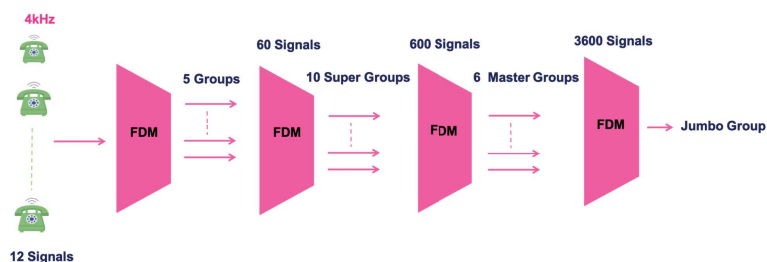 4kHz
12 Signals
FDM
5 Groups
60 Signals
FDM
10 Super Groups
600 Signals
FDM
6 Master Groups
3600 Signals
FDM
Jumbo Group